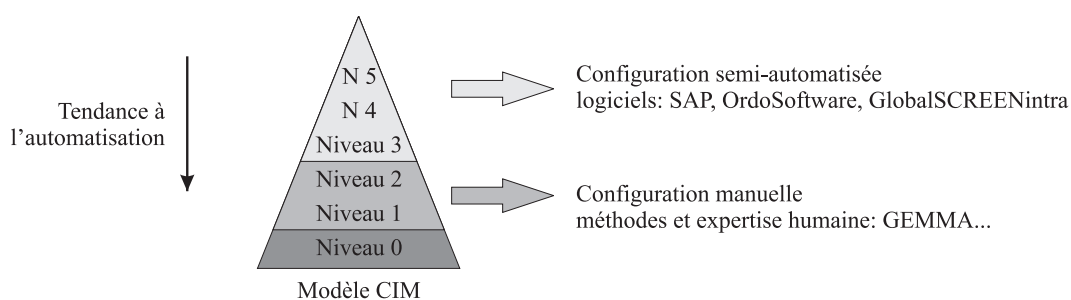 Tendance à
l'automatisation
N 5
N 4
Niveau 3
Niveau 2
Niveau 1
Niveau 0
Modèle CIM
Configuration semi-automatisée
logiciels: SAP, OrdoSoftware, GlobalSCREENintra
Configuration manuelle
méthodes et expertise humaine: GEMMA...